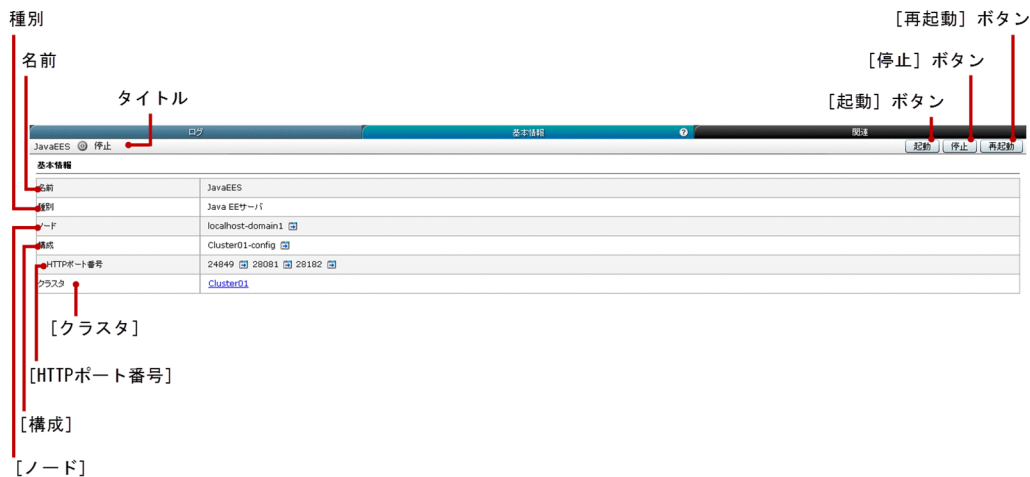 種別
[再起動] ボタン
名前
[停止] ボタン
タイトル
[起動] ボタン
ログ
基本情報
?
関連
JavaEES 停止
起動
停止
再起動
基本情報
名前 JavaEES
種別 Java EEサーバ
ノード localhost-domain1
構成 Cluster01-config
HTTPポート番号 24849 28081 28182
クラスタ Cluster01
[クラスタ]
[HTTPポート番号]
[構成]
[ノード]